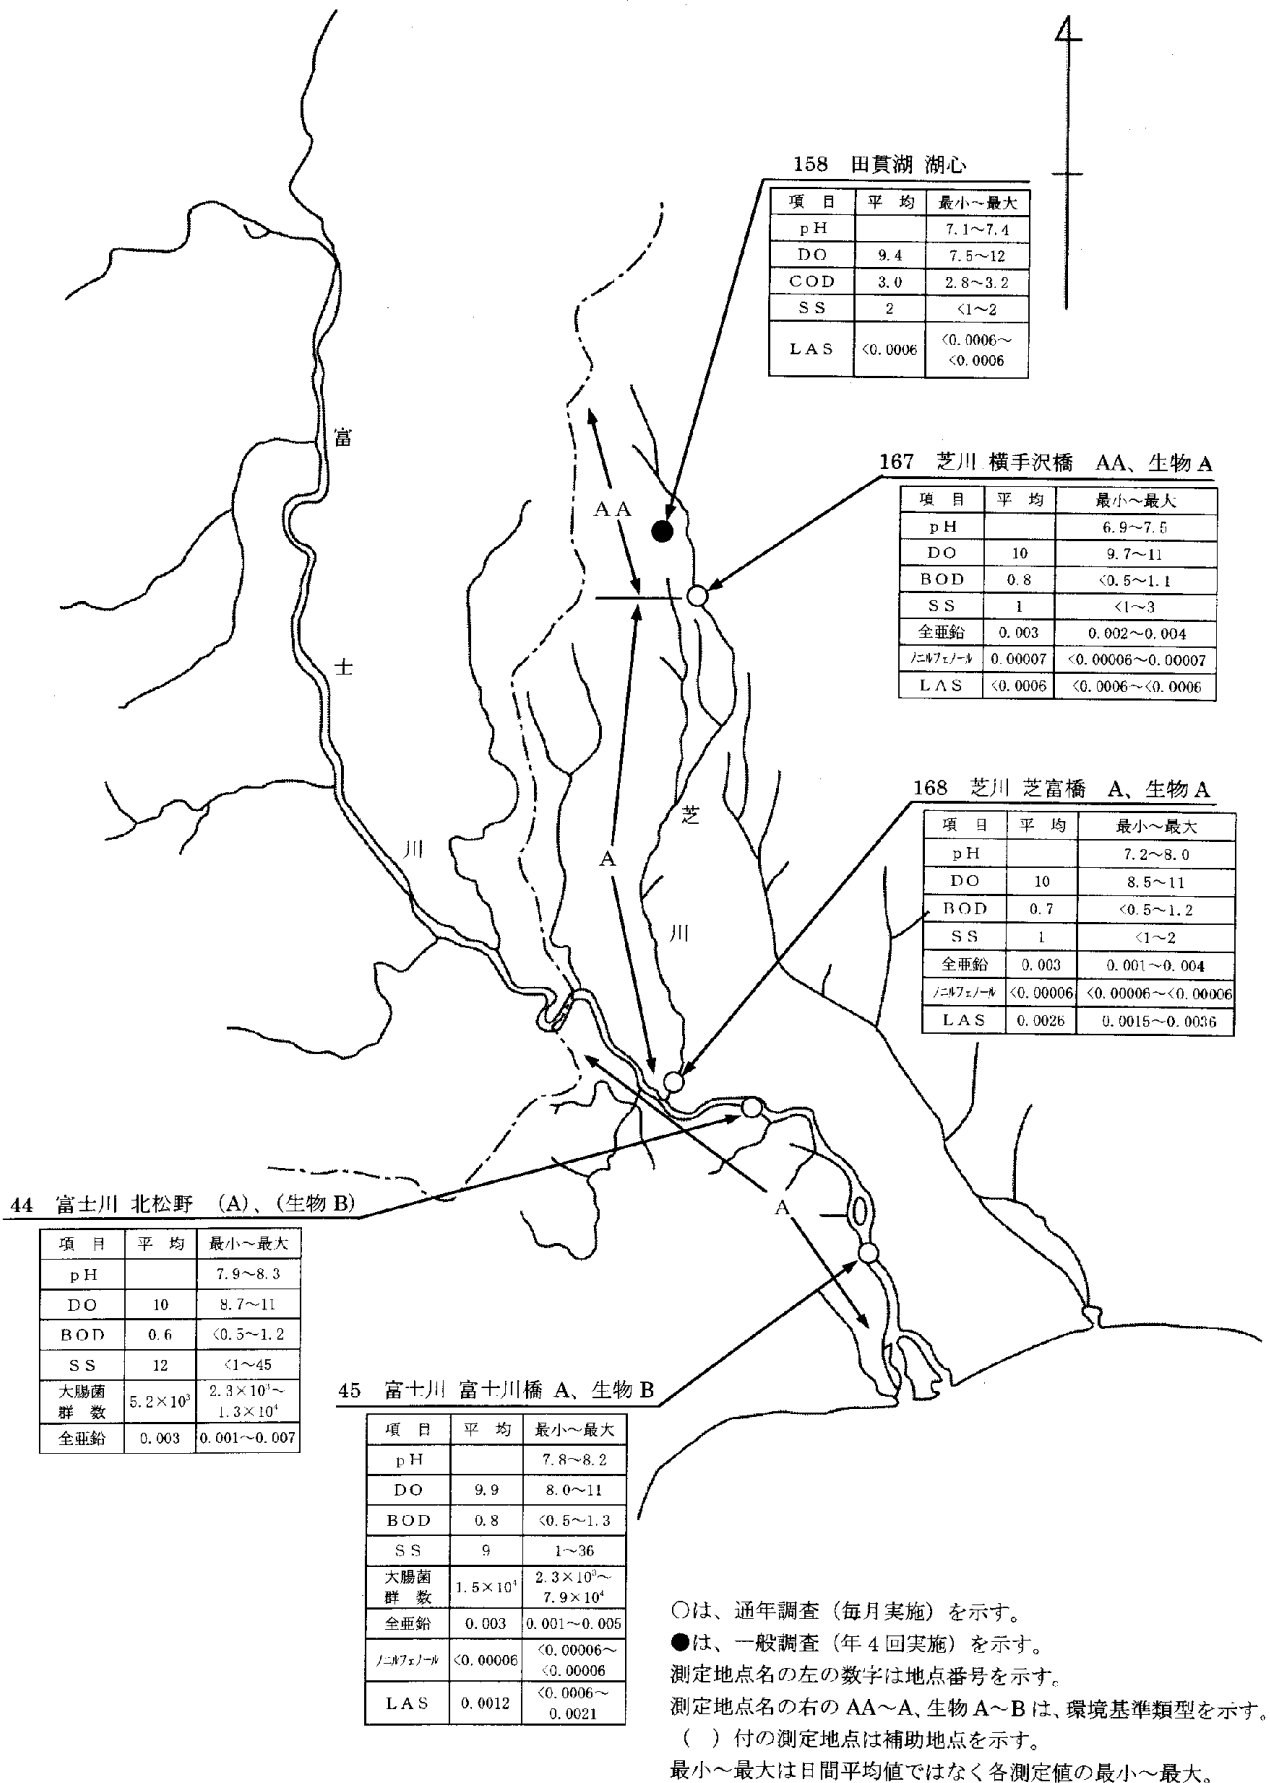 158 田貫湖 湖心
項 目 平 均 最小～最大
pH 7.1～7.4
DO 9.4 7.5～12
COD 3.0 2.8～3.2
SS 2 <1～2
LAS <0.0006 <0.0006～
<0.0006
富
士
川
AA
A
芝
川
A
167 芝川 横手沢橋 AA、生物A
項 目 平 均 最小～最大
pH 6.9～7.5
DO 10 9.7～11
BOD 0.8 <0.5～1.1
SS 1 <1～3
全亜鉛 0.003 0.002～0.004
ノニルフェノール 0.00007 <0.00006～0.00007
LAS <0.0006 <0.0006～<0.0006
168 芝川 芝富橋 A、生物A
項 目 平 均 最小～最大
pH 7.2～8.0
DO 10 8.5～11
BOD 0.7 <0.5～1.2
SS 1 <1～2
全亜鉛 0.003 0.001～0.004
ノニルフェノール <0.00006 <0.00006～<0.00006
LAS 0.0026 0.0015～0.0036
44 富士川 北松野 (A)、(生物B)
項 目 平 均 最小～最大
pH 7.9～8.3
DO 10 8.7～11
BOD 0.6 <0.5～1.2
SS 12 <1～45
大腸菌
群 数 5.2×10³ 2.3×10³～
1.3×10⁴
全亜鉛 0.003 0.001～0.007
45 富士川 富士川橋 A、生物B
項 目 平 均 最小～最大
pH 7.8～8.2
DO 9.9 8.0～11
BOD 0.8 <0.5～1.3
SS 9 1～36
大腸菌
群 数 1.5×10⁴ 2.3×10³～
7.9×10⁴
全亜鉛 0.003 0.001～0.005
ノニルフェノール <0.00006 <0.00006～
<0.00006
LAS 0.0012 <0.0006～
0.0021
○は、通年調査（毎月実施）を示す。
●は、一般調査（年4回実施）を示す。
測定地点名の左の数字は地点番号を示す。
測定地点名の右のAA～A、生物A～Bは、環境基準類型を示す。
（ ）付の測定地点は補助地点を示す。
最小～最大は日間平均値ではなく各測定値の最小～最大。